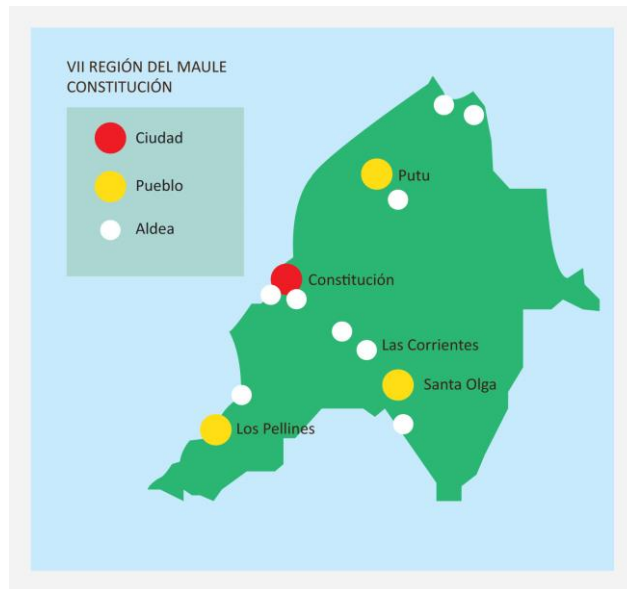 VII REGIÓN DEL MAULE
CONSTITUCIÓN
Ciudad
Pueblo
Aldea
Putu
Constitución
Las Corrientes
Santa Olga
Los Pellines